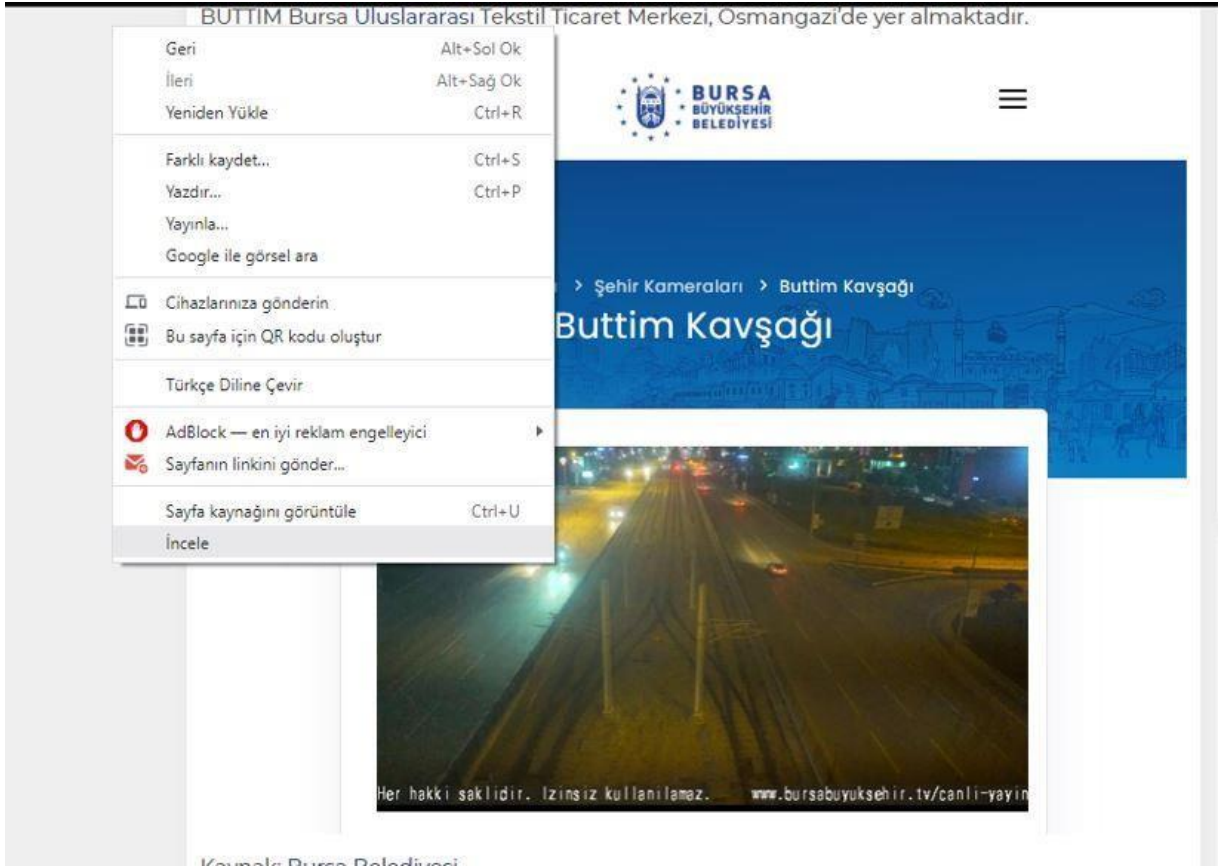 BUTTIM Bursa Uluslararası Tekstil Ticaret Merkezi, Osmangazi'de yer almaktadır.
Geri Alt+Sol Ok
İleri Alt+Sağ Ok
Yeniden Yükle Ctrl+R
Farklı kaydet... Ctrl+S
Yazdır... Ctrl+P
Yayınla...
Google ile görsel ara
Cihazlarınıza gönderin
Bu sayfa için QR kodu oluştur
Türkçe Diline Çevir
AdBlock — en iyi reklam engelleyici
Sayfanın linkini gönder...
Sayfa kaynağını görüntüle Ctrl+U
İncele
BURSA
BÜYÜKŞEHİR
BELEDİYESİ
> Şehir Kameraları > Buttim Kavşağı
Buttim Kavşağı
Her hakki saklidir. Izinsiz kullanilamaz. www.bursabuyuksehir.tv/canli-yayin
Kaynak: Bursa Belediyesi